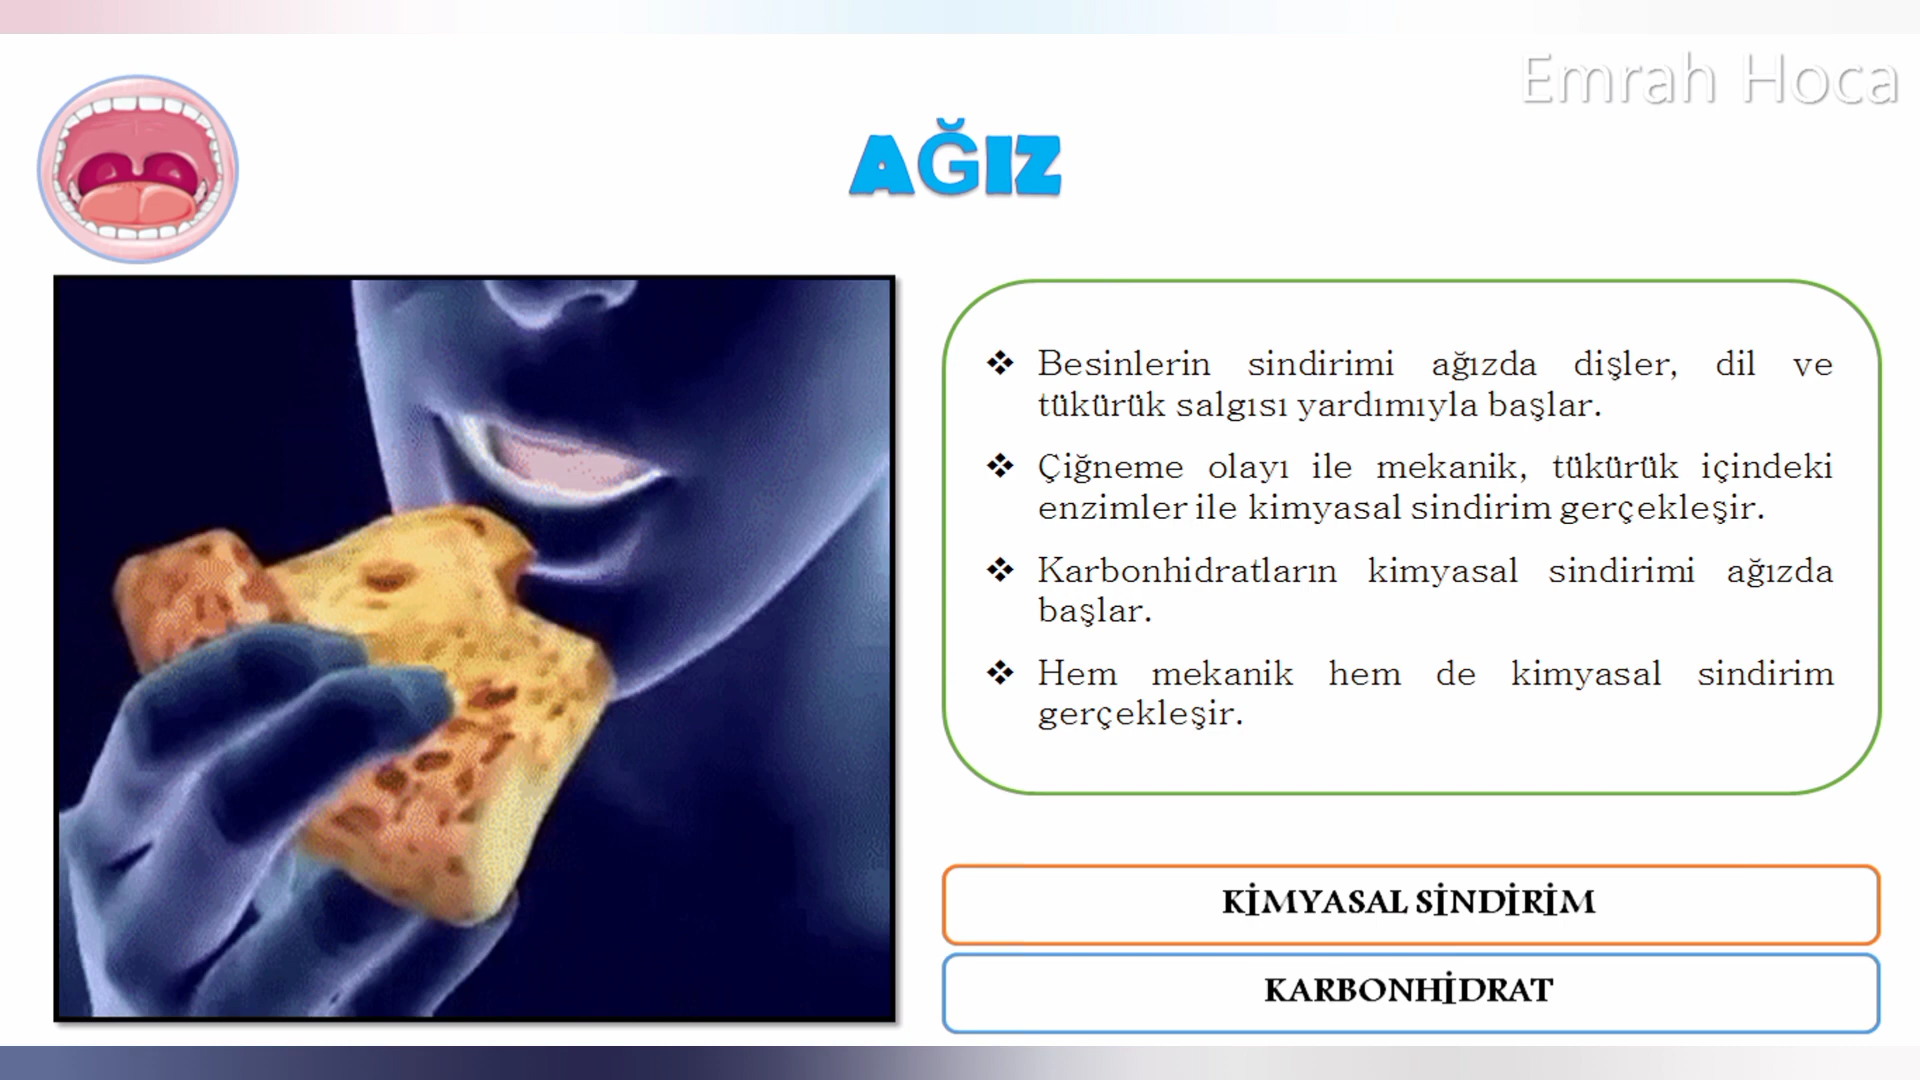 Emrah Hoca
AĞIZ
❖ Besinlerin sindirimi ağızda dişler, dil ve
tükürük salgısı yardımıyla başlar.
❖ Çiğneme olayı ile mekanik, tükürük içindeki
enzimler ile kimyasal sindirim gerçekleşir.
❖ Karbonhidratların kimyasal sindirimi ağızda
başlar.
❖ Hem mekanik hem de kimyasal sindirim
gerçekleşir.
KİMYASAL SİNDİRİM
KARBONHİDRAT